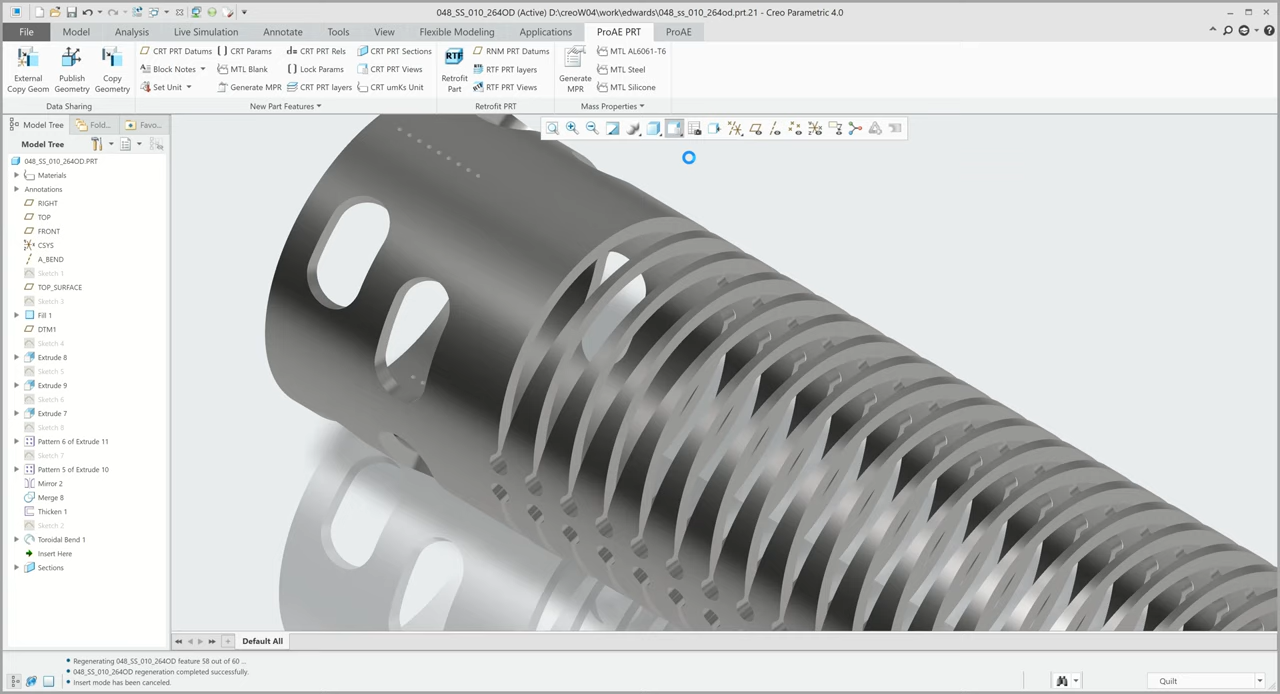 048_SS_010_264OD (Active) D:\creoW04\work\edwards\048_ss_010_264od.prt.21 - Creo Parametric 4.0
File Model Analysis Live Simulation Annotate Tools View Flexible Modeling Applications ProAE PRT ProAE
External Copy Geom
Publish Geometry
Copy Geometry
Data Sharing
CRT PRT Datums CRT Params CRT PRT Rels CRT PRT Sections
Block Notes MTL Blank Lock Params CRT PRT Views
Set Unit Generate MPR CRT PRT layers CRT umKs Unit
New Part Features
RTF
Retrofit Part
RNM PRT Datums
RTF PRT layers
RTF PRT Views
Retrofit PRT
Generate MPR
MTL AL6061-T6
MTL Steel
MTL Silicone
Mass Properties
Model Tree Fold... Favo...
Model Tree
048_SS_010_264OD.PRT
Materials
Annotations
RIGHT
TOP
FRONT
CSYS
A_BEND
Sketch 1
TOP_SURFACE
Sketch 3
Fill 1
DTM1
Sketch 4
Extrude 8
Sketch 5
Extrude 9
Sketch 6
Extrude 7
Sketch 8
Pattern 6 of Extrude 11
Sketch 7
Pattern 5 of Extrude 10
Mirror 2
Merge 8
Thicken 1
Sketch 2
Toroidal Bend 1
Insert Here
Sections
Default All
Regenerating 048_SS_010_264OD feature 58 out of 60 ...
048_SS_010_264OD regeneration completed successfully.
Insert mode has been canceled.
Quilt